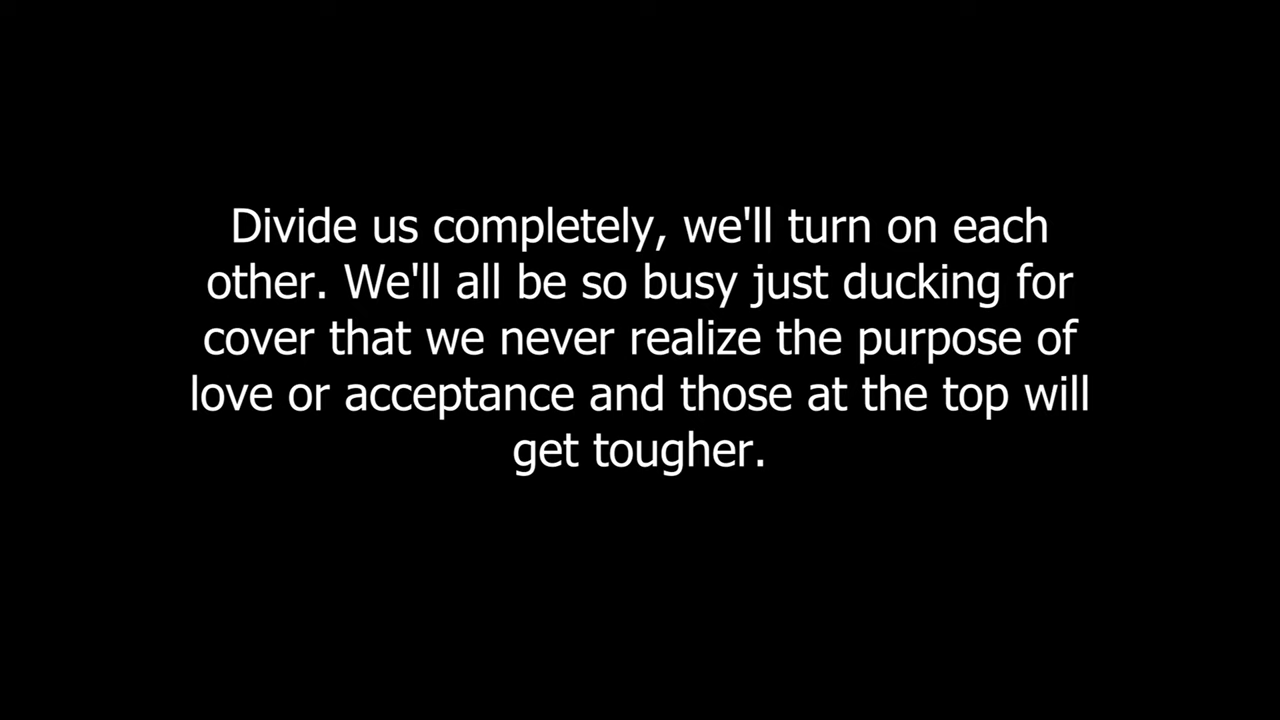 Divide us completely, we'll turn on each
other. We'll all be so busy just ducking for
cover that we never realize the purpose of
love or acceptance and those at the top will
get tougher.